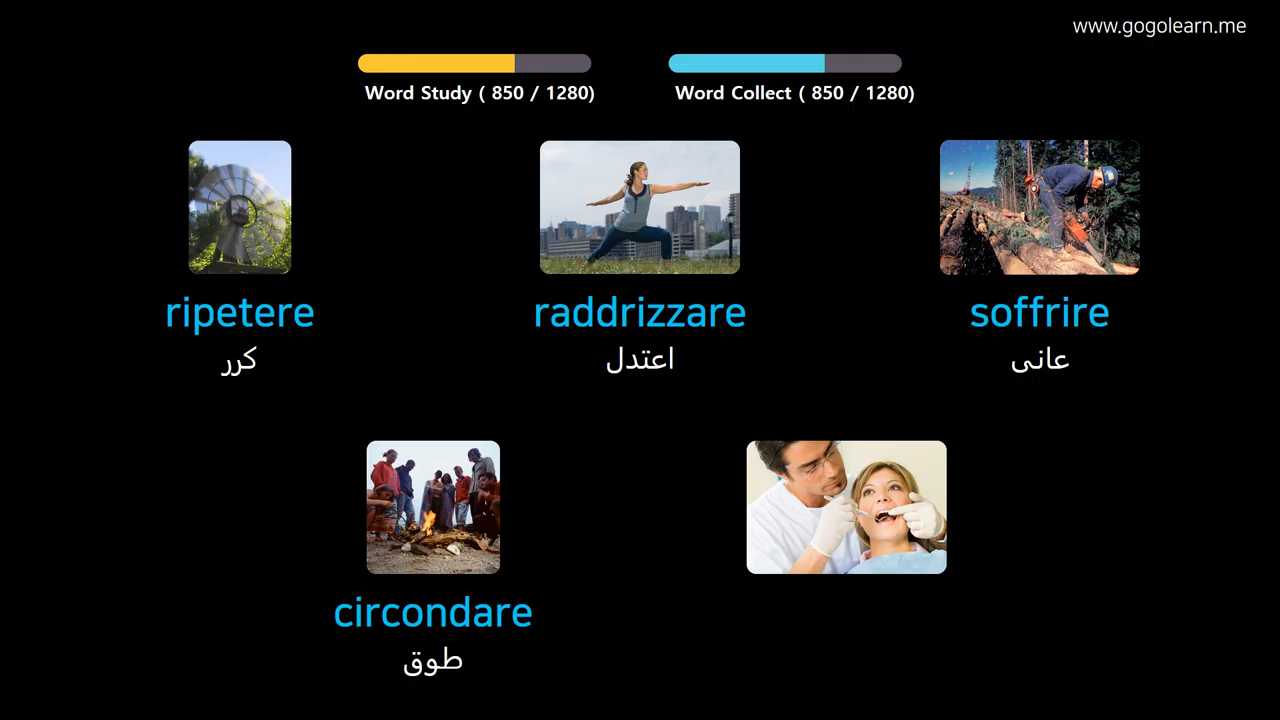 www.gogolearn.me
Word Study ( 850 / 1280)
Word Collect ( 850 / 1280)
ripetere
كرر
raddrizzare
اعتدل
soffrire
عانى
circondare
طوق